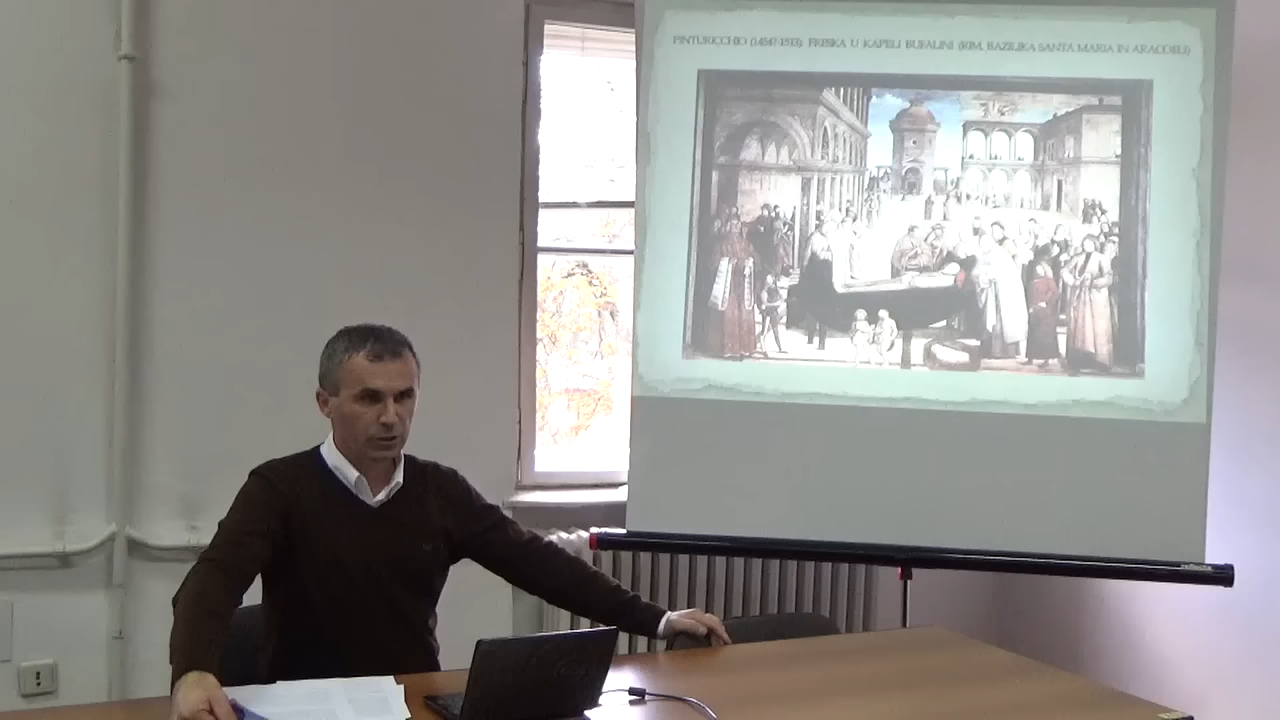 PINTURICCHIO (1454?-1513): FRESKA U KAPELI BUFALINI (RIM, BAZILIKA SANTA MARIA IN ARACOELI)